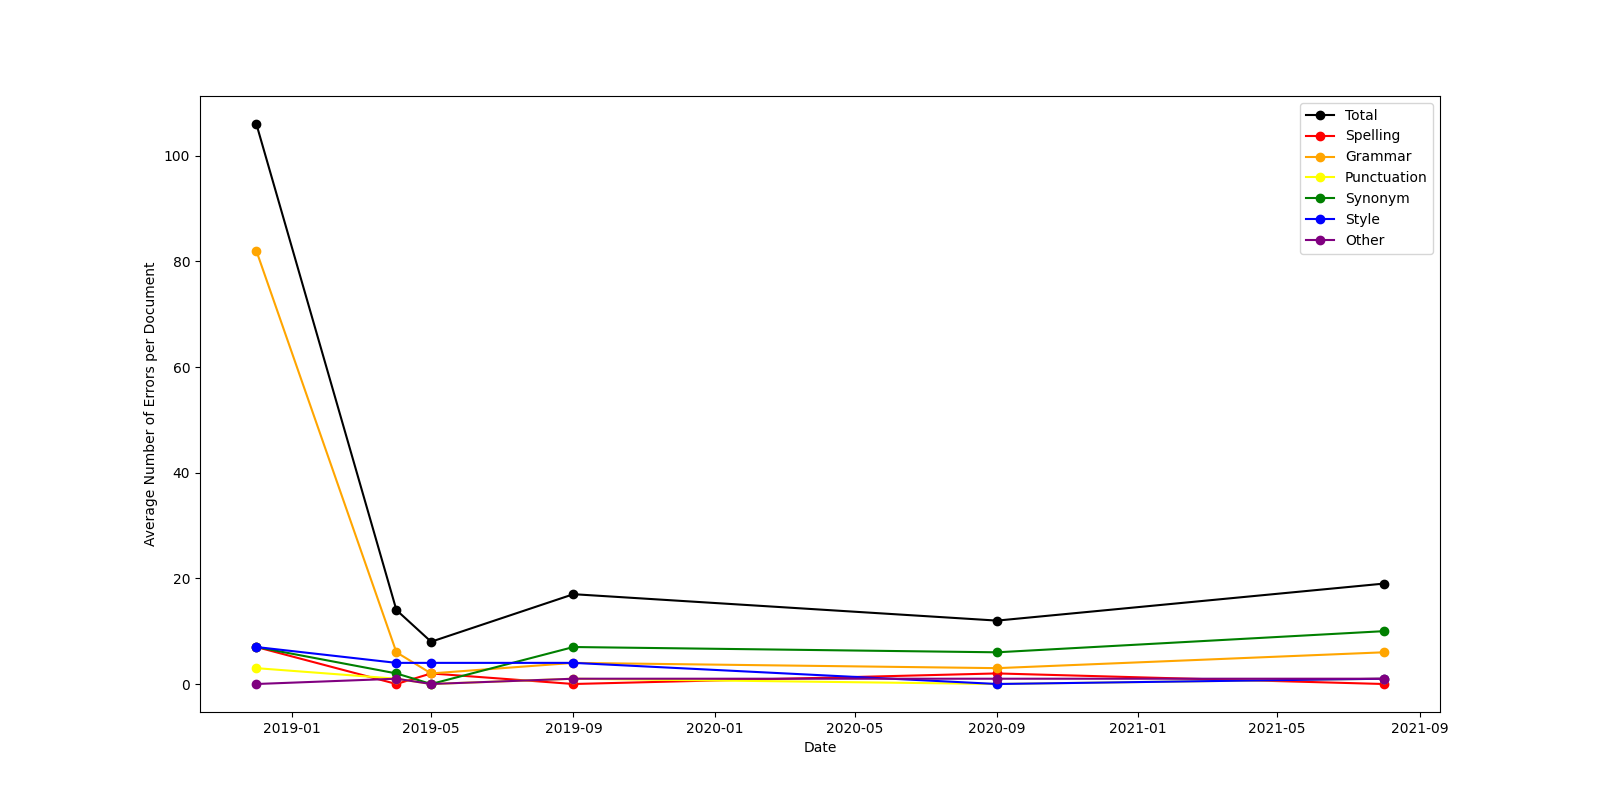 Total
Spelling
Grammar
Punctuation
Synonym
Style
Other
100
80
60
40
20
0
Average Number of Errors per Document
2019-01 2019-05 2019-09 2020-01 2020-05 2020-09 2021-01 2021-05 2021-09
Date